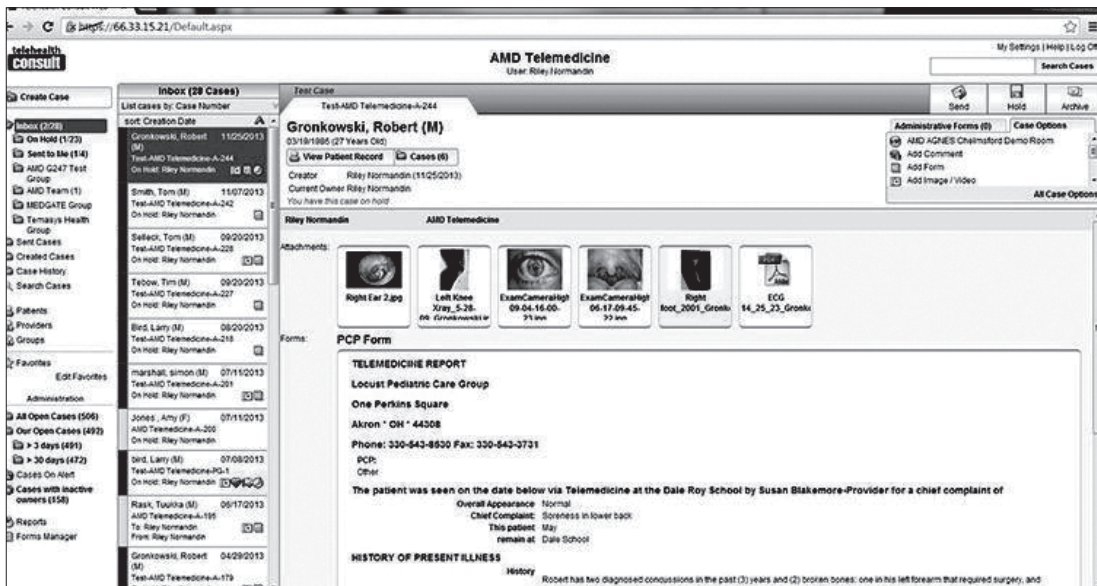 https://66.33.15.21/Default.aspx
telehealth
consult
AMD Telemedicine
User: Riley Normandin
My Settings | Help | Log Off
Search Cases
Create Case
Inbox (2/28)
On Hold (1/23)
Sent to Me (1/4)
AMD G247 Test
Group
AMD Team (1)
MEDGATE Group
Temasys Health
Group
Sent Cases
Created Cases
Case History
Search Cases
Patients
Providers
Groups
Favorites
Edit Favorites
Administration
All Open Cases (506)
Our Open Cases (492)
> 3 days (491)
> 30 days (472)
Cases On Alert
Cases with inactive
owners (158)
Reports
Forms Manager
Inbox (28 Cases)
List cases by: Case Number
sort: Creation Date
Gronkowski, Robert 11/25/2013
(M)
Test-AMD Telemedicine-A-244
On Hold: Riley Normandin
Smith, Tom (M) 11/07/2013
Test-AMD Telemedicine-A-242
On Hold: Riley Normandin
Selleck, Tom (M) 09/20/2013
Test-AMD Telemedicine-A-228
On Hold: Riley Normandin
Tebow, Tim (M) 09/20/2013
Test-AMD Telemedicine-A-227
On Hold: Riley Normandin
Bird, Larry (M) 08/20/2013
Test-AMD Telemedicine-A-218
On Hold: Riley Normandin
marshall, simon (M) 07/11/2013
Test-AMD Telemedicine-A-201
On Hold: Riley Normandin
Jones , Amy (F) 07/11/2013
AMD Telemedicine-A-200
On Hold: Riley Normandin
bird, Larry (M) 07/08/2013
Test-AMD Telemedicine-PG-1
On Hold: Riley Normandin
Rask, Tuukka (M) 06/17/2013
AMD Telemedicine-A-195
To: Riley Normandin
From: Riley Normandin
Gronkowski, Robert 04/29/2013
(M)
Test-AMD Telemedicine-A-179
Test Case
Test-AMD Telemedicine-A-244
Send
Hold
Archive
Gronkowski, Robert (M)
03/19/1985 (27 Years Old)
View Patient Record
Cases (6)
Creator Riley Normandin (11/25/2013)
Current Owner Riley Normandin
You have this case on hold
Administrative Forms (0)
Case Options
AMD AGNES Chelmsford Demo Room
Add Comment
Add Form
Add Image / Video
All Case Options
Riley Normandin AMD Telemedicine
Attachments:
Right Ear 2.jpg
Left Knee
Xray_5-28-
ExamCameraHigh
09-04-16-00-
ExamCameraHigh
06-17-09-45-
Right
foot_2001_Gronk
PDF
ECG
14_25_23_Gronk
Forms:
PCP Form
TELEMEDICINE REPORT
Locust Pediatric Care Group
One Perkins Square
Akron * OH * 44308
Phone: 330-543-8530 Fax: 330-543-3731
PCP:
Other
The patient was seen on the date below via Telemedicine at the Dale Roy School by Susan Blakemore-Provider for a chief complaint of
Overall Appearance Normal
Chief Complaint: Soreness in lower back
This patient May
remain at Dale School
HISTORY OF PRESENT ILLNESS
History
Robert has two diagnosed concussions in the past (3) years and (2) broken bones: one in his left forearm that required surgery, and